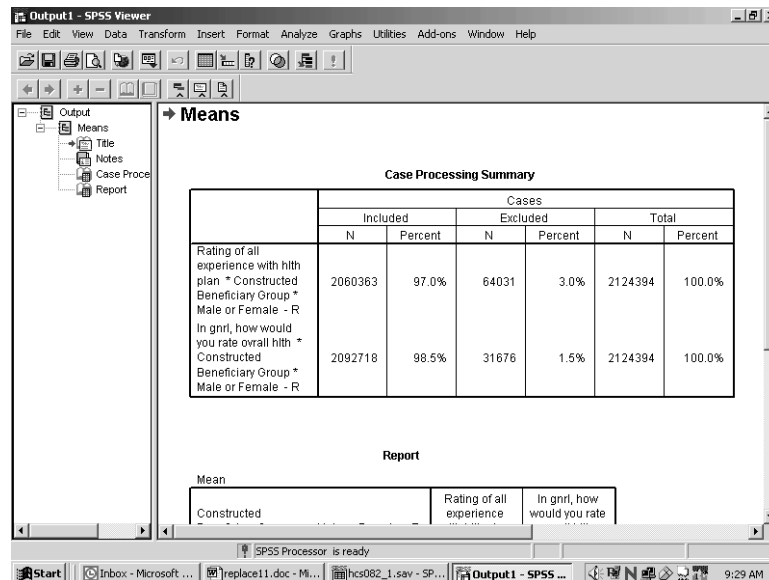 Output1 - SPSS Viewer
File Edit View Data Transform Insert Format Analyze Graphs Utilities Add-ons Window Help
Output
Means
Title
Notes
Case Proce
Report
Means
Case Processing Summary
Cases
Included Excluded Total
N Percent N Percent N Percent
Rating of all
experience with hlth
plan * Constructed
Beneficiary Group *
Male or Female - R
2060363 97.0% 64031 3.0% 2124394 100.0%
In gnrl, how would
you rate ovrall hlth *
Constructed
Beneficiary Group *
Male or Female - R
2092718 98.5% 31676 1.5% 2124394 100.0%
Report
Mean
Rating of all In gnrl, how
Constructed experience would you rate
SPSS Processor is ready
Start Inbox - Microsoft ... replace11.doc - Mi... hcs082_1.sav - SP... Output1 - SPSS ... 9:29 AM